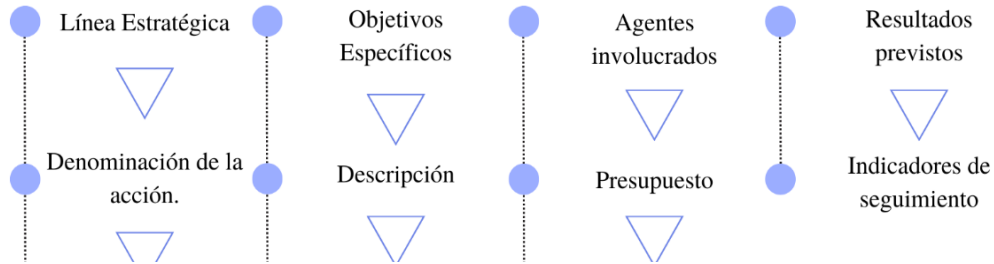 Línea Estratégica
Denominación de la
acción.
Objetivos
Específicos
Descripción
Agentes
involucrados
Presupuesto
Resultados
previstos
Indicadores de
seguimiento